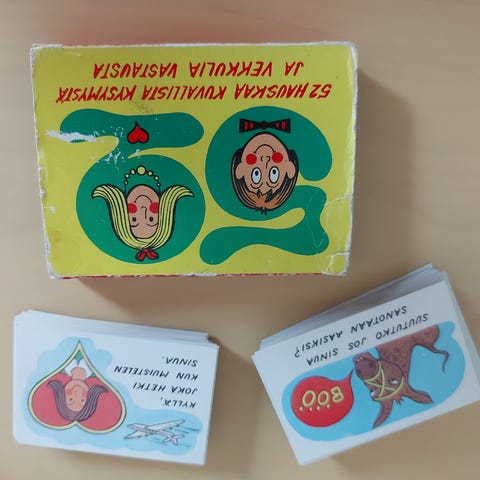 52 HAUSKAA KUVALLISTA KYSYMYSTÄ
JA VEKKULIA VASTAUSTA
SUUTUTKO JOS SINUA
SANOTAAN AASIKSI?
BÖÖ
....
KYLLÄ,
JOKA HETKI
KUN MUISTELEN
SINUA.